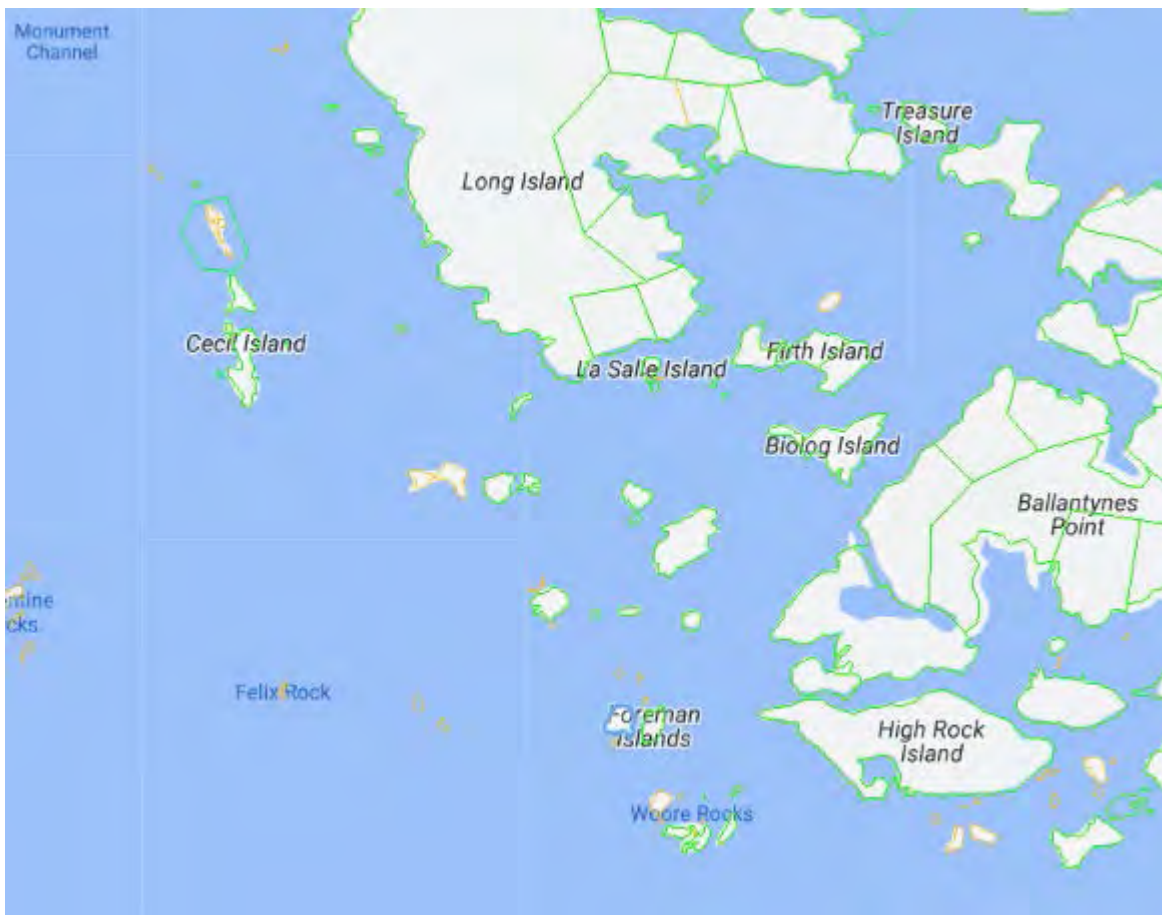 Monument
Channel
Treasure
Island
Long Island
Cecil Island
La Salle Island
Firth Island
Biolog Island
Ballantynes
Point
Felix Rock
Foreman
Islands
High Rock
Island
Woore Rocks